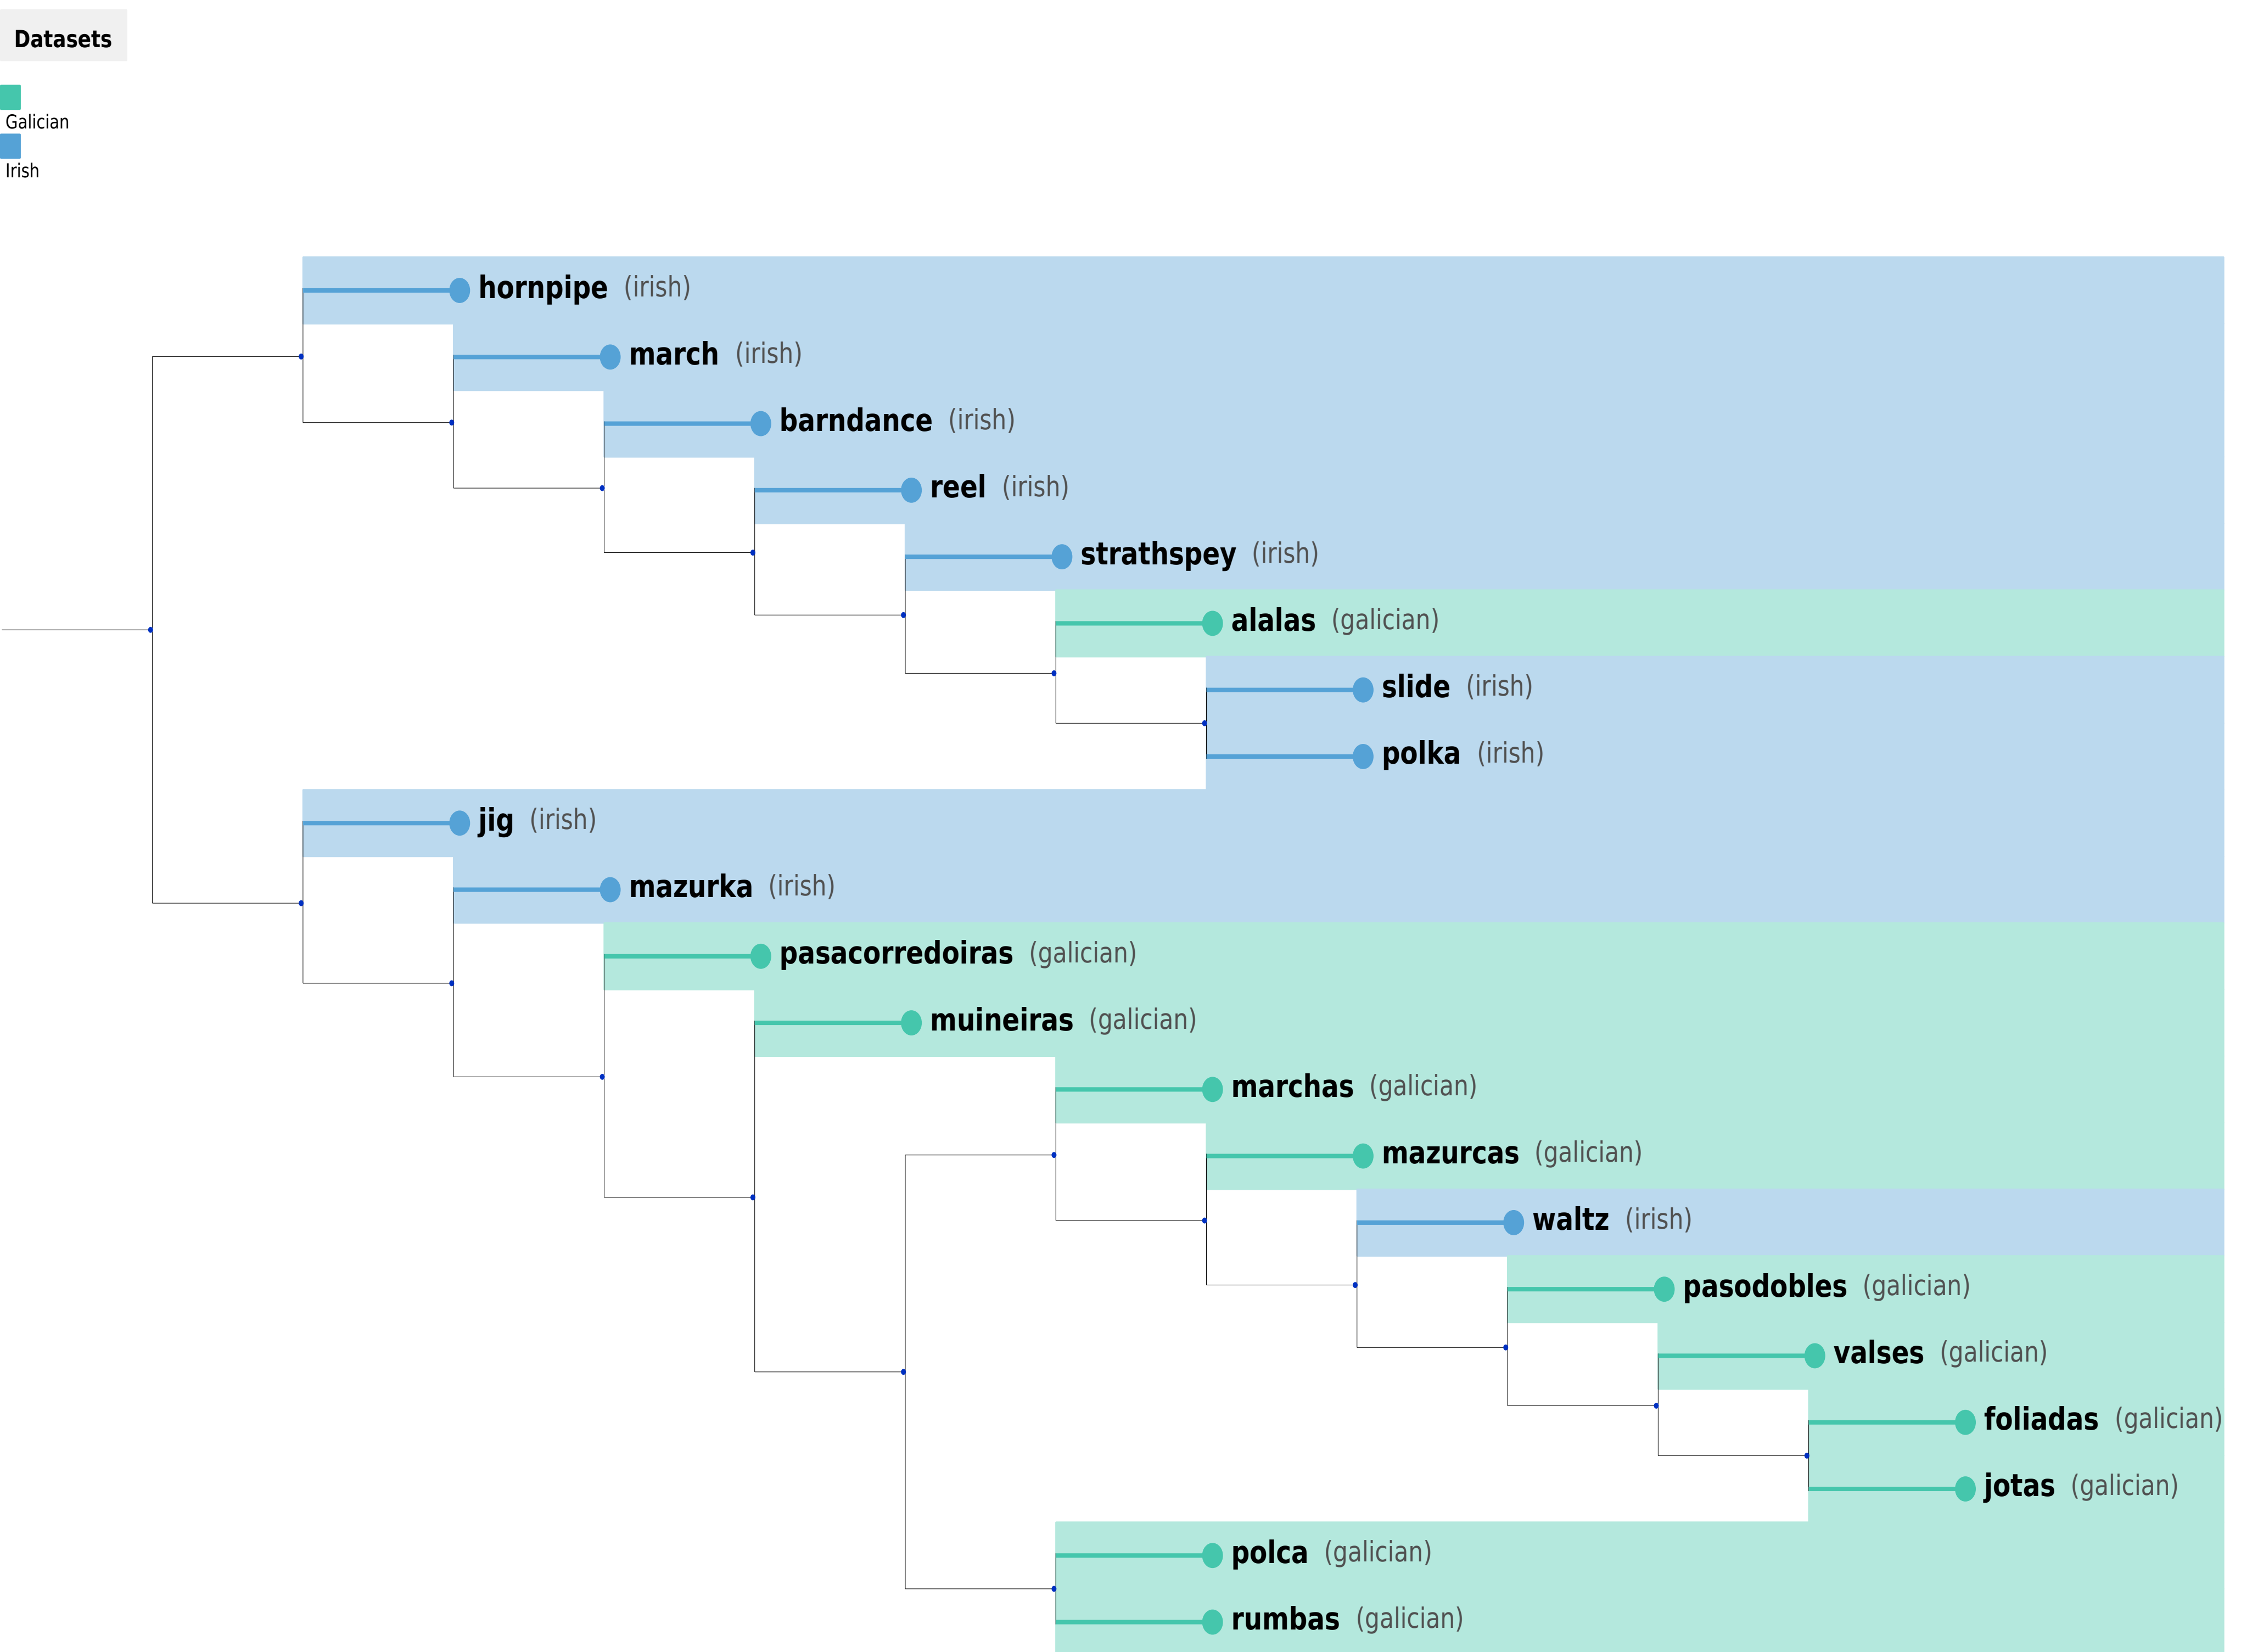 Datasets
Galician
Irish
hornpipe (irish)
march (irish)
barndance (irish)
reel (irish)
strathspey (irish)
alalas (galician)
slide (irish)
polka (irish)
jig (irish)
mazurka (irish)
pasacorredoiras (galician)
muineiras (galician)
marchas (galician)
mazurcas (galician)
waltz (irish)
pasodobles (galician)
valses (galician)
foliadas (galician)
jotas (galician)
polca (galician)
rumbas (galician)